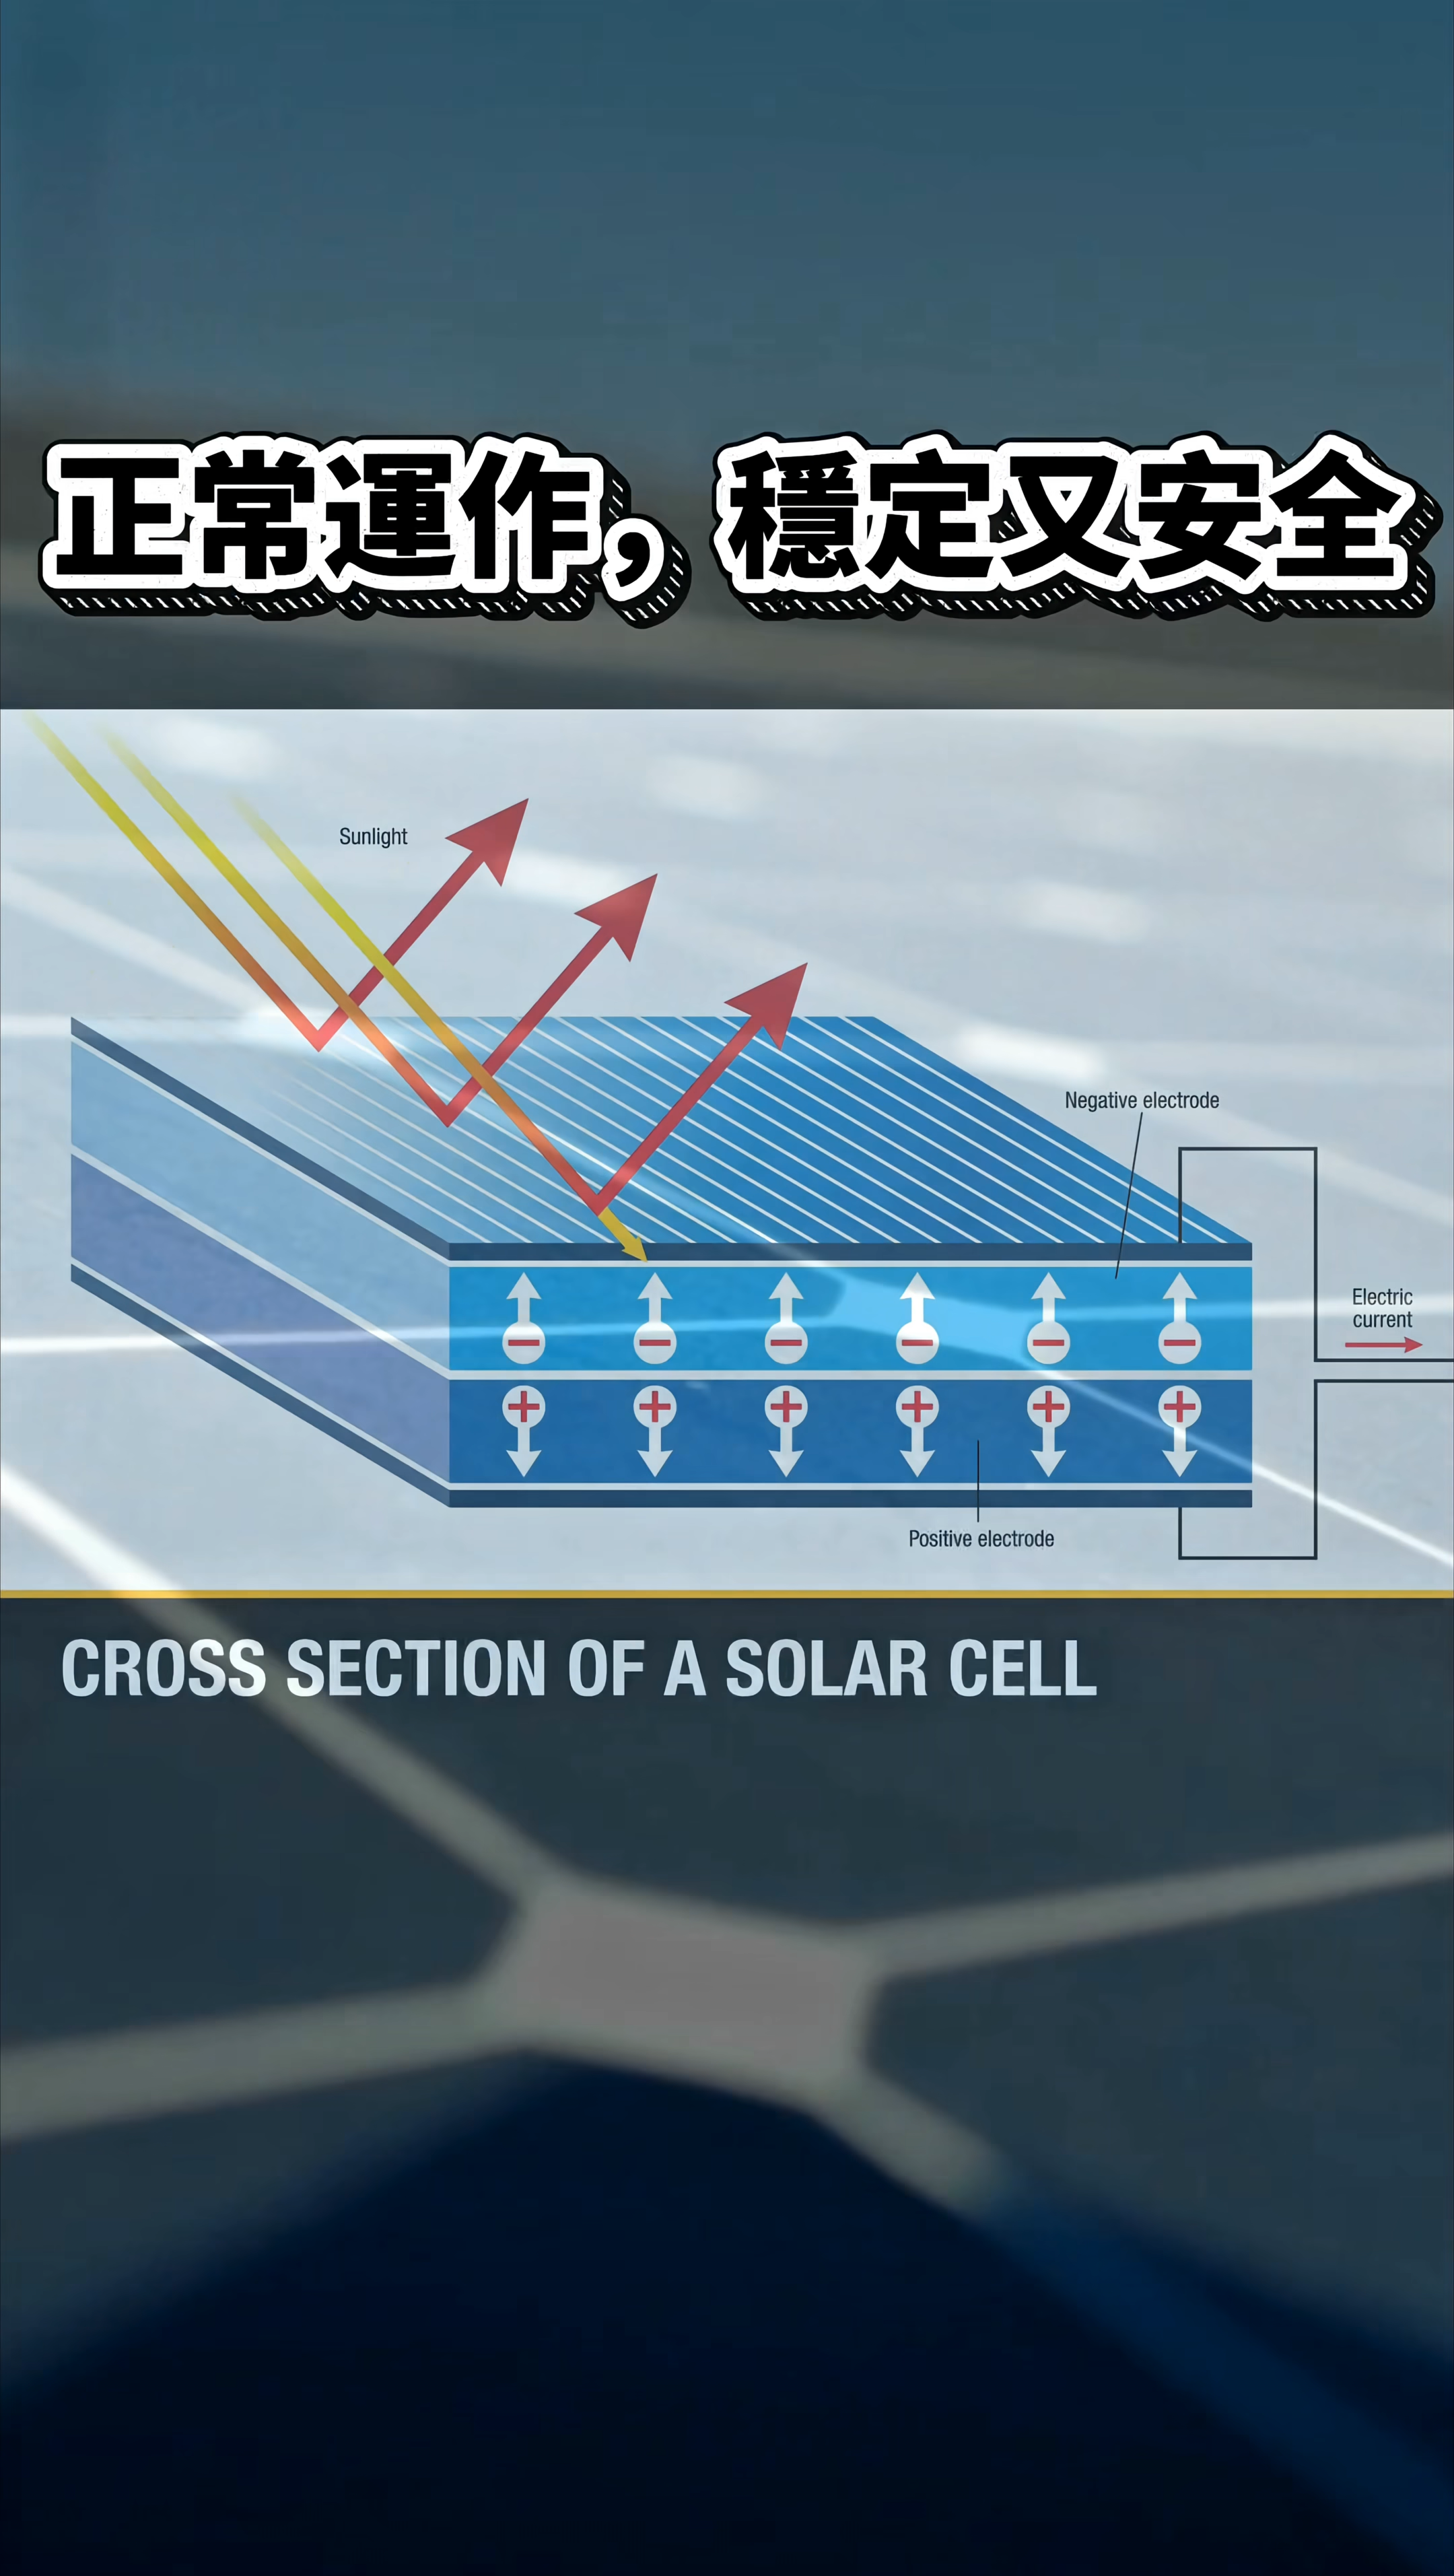 正常運作，穩定又安全
Sunlight
Negative electrode
Electric
current
Positive electrode
CROSS SECTION OF A SOLAR CELL